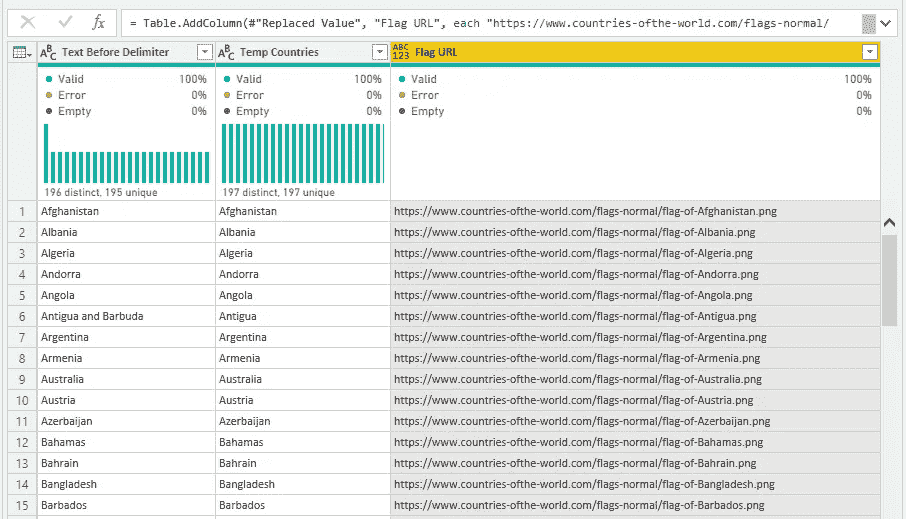 fx = Table.AddColumn(#"Replaced Value", "Flag URL", each "https://www.countries-ofthe-world.com/flags-normal/
ABC Text Before Delimiter ABC Temp Countries ABC 123 Flag URL
Valid 100% Valid 100% Valid 100%
Error 0% Error 0% Error 0%
Empty 0% Empty 0% Empty 0%
196 distinct, 195 unique 197 distinct, 197 unique
1 Afghanistan Afghanistan https://www.countries-ofthe-world.com/flags-normal/flag-of-Afghanistan.png
2 Albania Albania https://www.countries-ofthe-world.com/flags-normal/flag-of-Albania.png
3 Algeria Algeria https://www.countries-ofthe-world.com/flags-normal/flag-of-Algeria.png
4 Andorra Andorra https://www.countries-ofthe-world.com/flags-normal/flag-of-Andorra.png
5 Angola Angola https://www.countries-ofthe-world.com/flags-normal/flag-of-Angola.png
6 Antigua and Barbuda Antigua https://www.countries-ofthe-world.com/flags-normal/flag-of-Antigua.png
7 Argentina Argentina https://www.countries-ofthe-world.com/flags-normal/flag-of-Argentina.png
8 Armenia Armenia https://www.countries-ofthe-world.com/flags-normal/flag-of-Armenia.png
9 Australia Australia https://www.countries-ofthe-world.com/flags-normal/flag-of-Australia.png
10 Austria Austria https://www.countries-ofthe-world.com/flags-normal/flag-of-Austria.png
11 Azerbaijan Azerbaijan https://www.countries-ofthe-world.com/flags-normal/flag-of-Azerbaijan.png
12 Bahamas Bahamas https://www.countries-ofthe-world.com/flags-normal/flag-of-Bahamas.png
13 Bahrain Bahrain https://www.countries-ofthe-world.com/flags-normal/flag-of-Bahrain.png
14 Bangladesh Bangladesh https://www.countries-ofthe-world.com/flags-normal/flag-of-Bangladesh.png
15 Barbados Barbados https://www.countries-ofthe-world.com/flags-normal/flag-of-Barbados.png